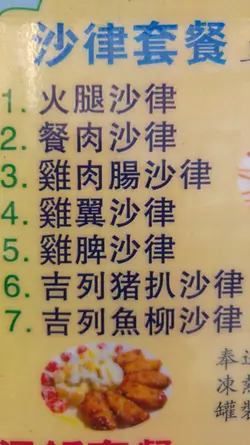 沙律套餐
1. 火腿沙律
2. 餐肉沙律
3. 雞肉腸沙律
4. 雞翼沙律
5. 雞脾沙律
6. 吉列猪扒沙律
7. 吉列魚柳沙律
奉送
凍
罐裝